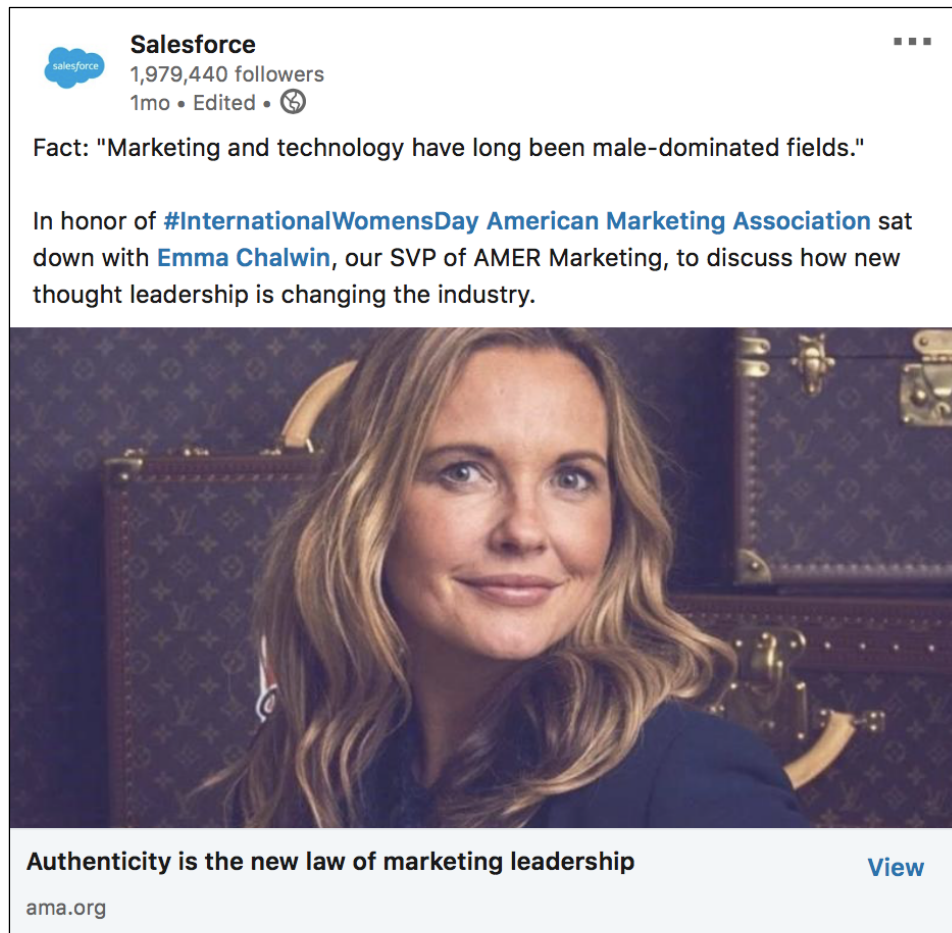 Salesforce
salesforce
1,979,440 followers
1mo • Edited •
Fact: "Marketing and technology have long been male-dominated fields."
In honor of #InternationalWomensDay American Marketing Association sat
down with Emma Chalwin, our SVP of AMER Marketing, to discuss how new
thought leadership is changing the industry.
Authenticity is the new law of marketing leadership
View
ama.org